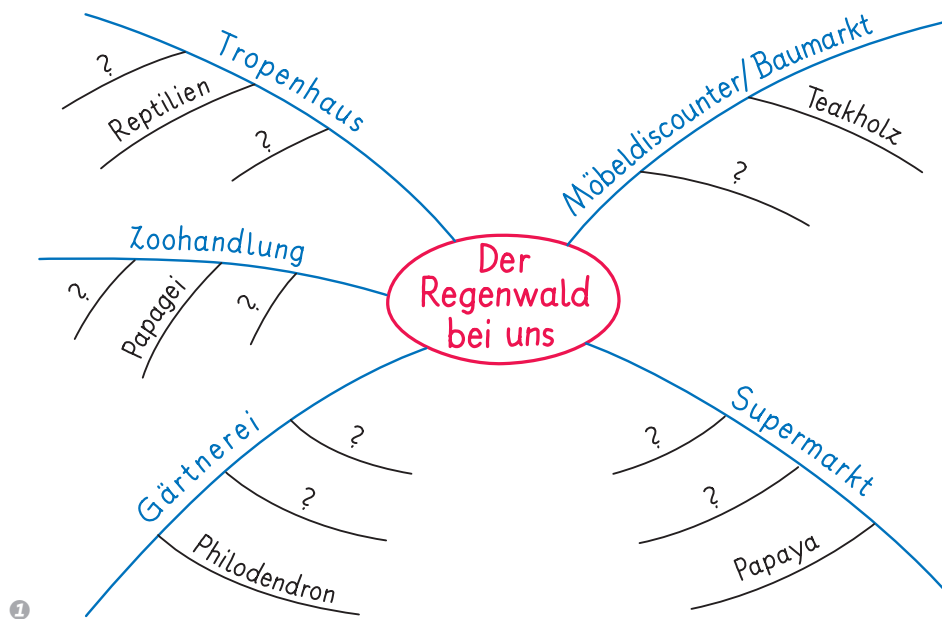 Tropenhaus
?
Reptilien
?
Möbeldiscounter/Baumarkt
Teakholz
?
Zoohandlung
?
Papagei
?
Der
Regenwald
bei uns
Gärtnerei
?
?
Philodendron
Supermarkt
?
?
Papaya
1